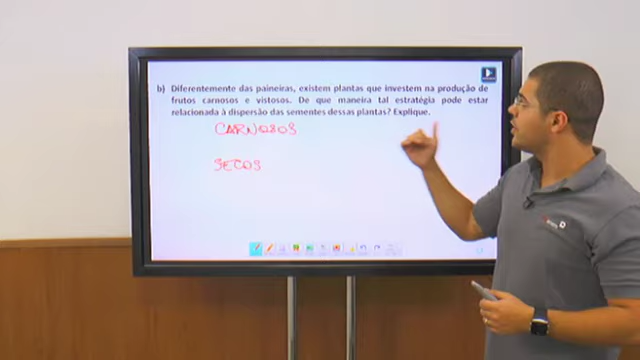 b) Diferentemente das paineiras, existem plantas que investem na produção de
frutos carnosos e vistosos. De que maneira tal estratégia pode estar
relacionada à dispersão das sementes dessas plantas? Explique.
CARNOSOS
SECOS